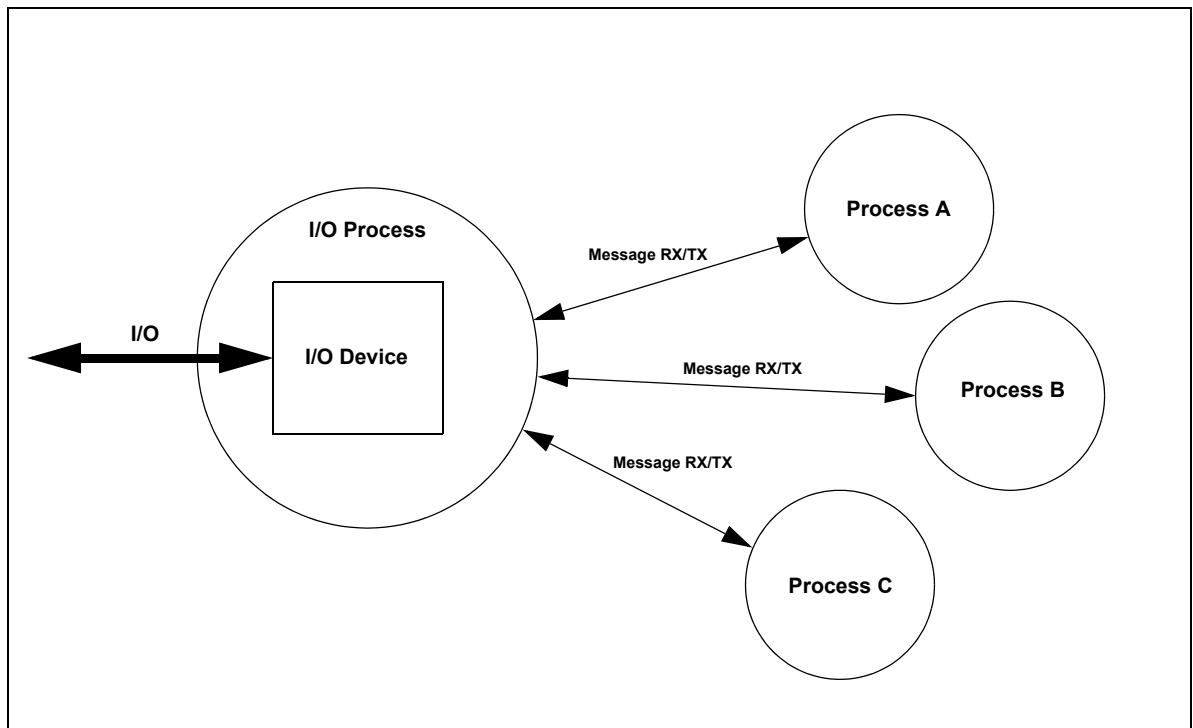 Process A
I/O Process
Message RX/TX
I/O
I/O Device
Message RX/TX
Process B
Message RX/TX
Process C